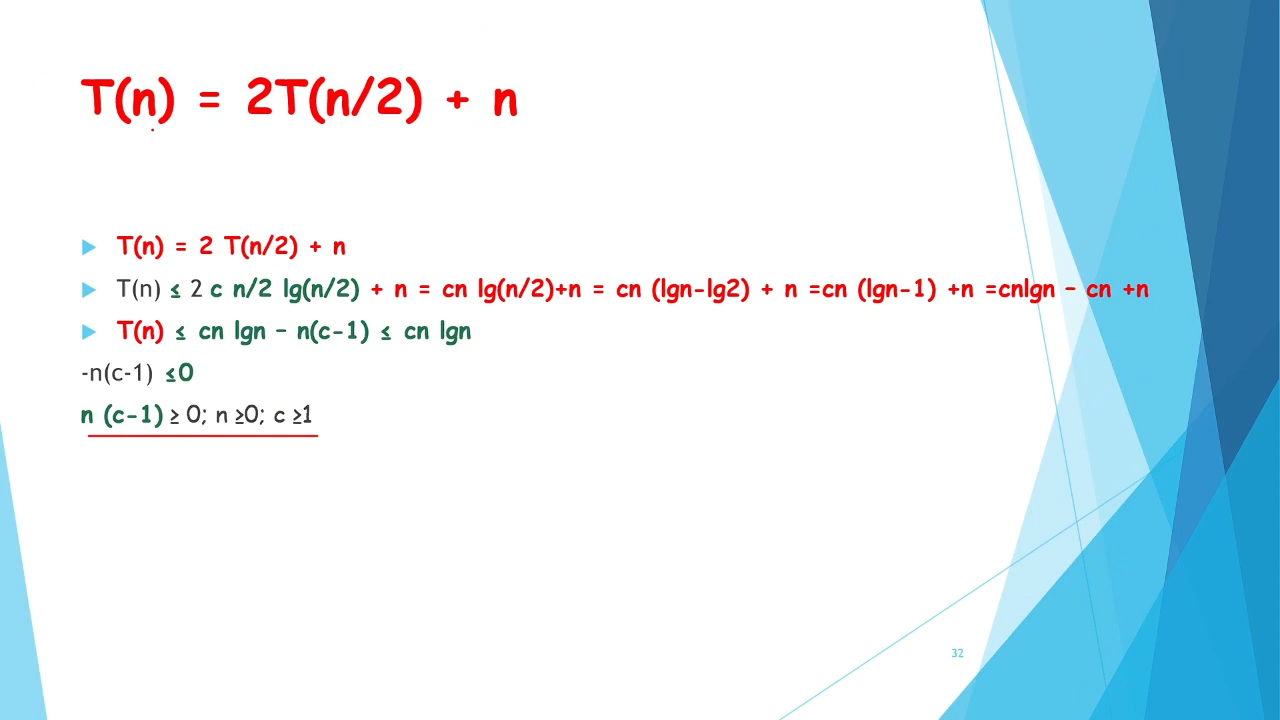 T(n) = 2T(n/2) + n
T(n) = 2 T(n/2) + n
T(n) ≤ 2 c n/2 lg(n/2) + n = cn lg(n/2)+n = cn (lgn-lg2) + n =cn (lgn-1) +n =cnlgn – cn +n
T(n) ≤ cn lgn – n(c-1) ≤ cn lgn
-n(c-1) ≤0
n (c-1) ≥ 0; n ≥0; c ≥1
32